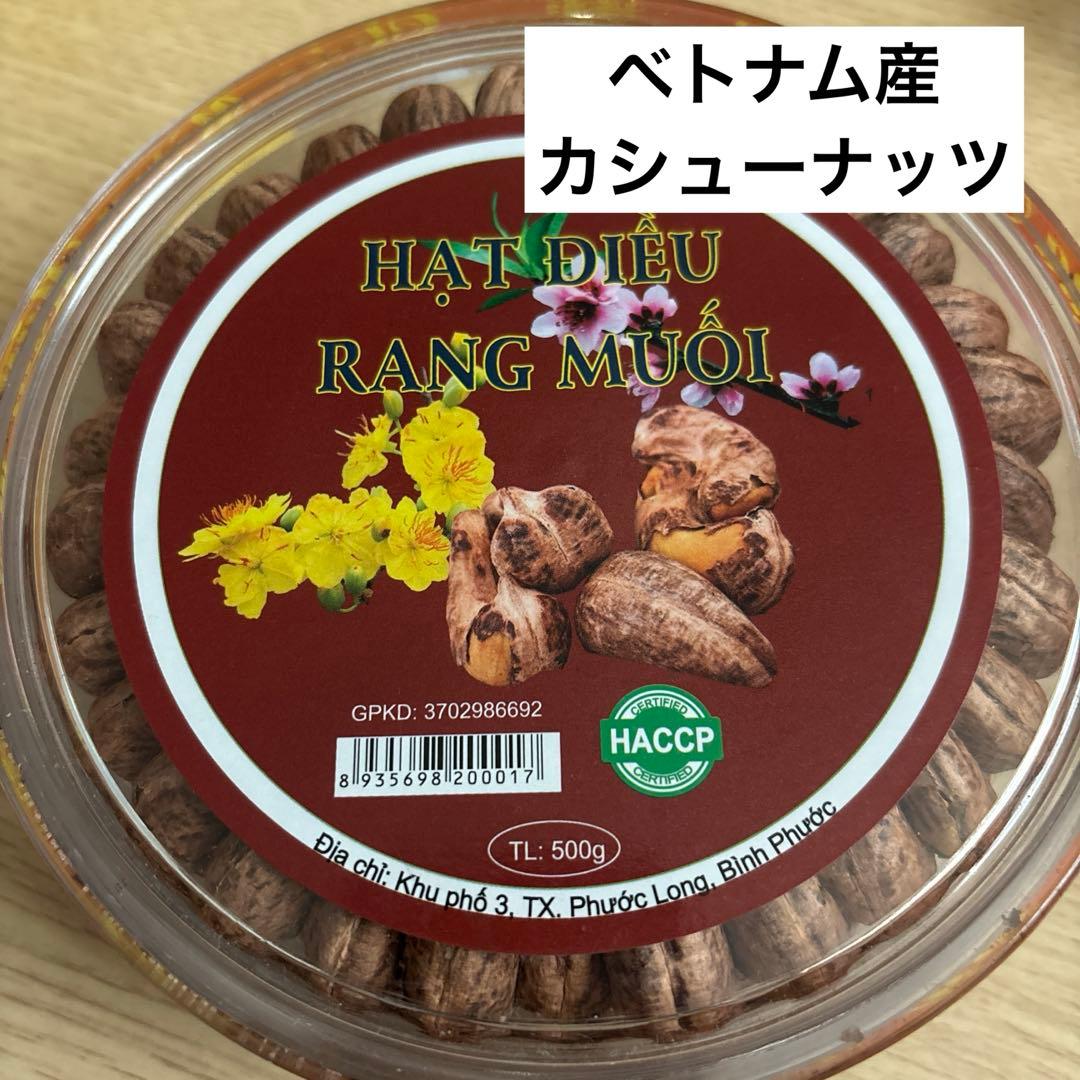 ベトナム産
カシューナッツ
HẠT ĐIỀU
RANG MUỐI
GPKD: 3702986692
CERTIFIED
HACCP
CERTIFIED
8 935698 200017
TL: 500g
Địa chỉ: Khu phố 3, TX. Phước Long, Bình Phước